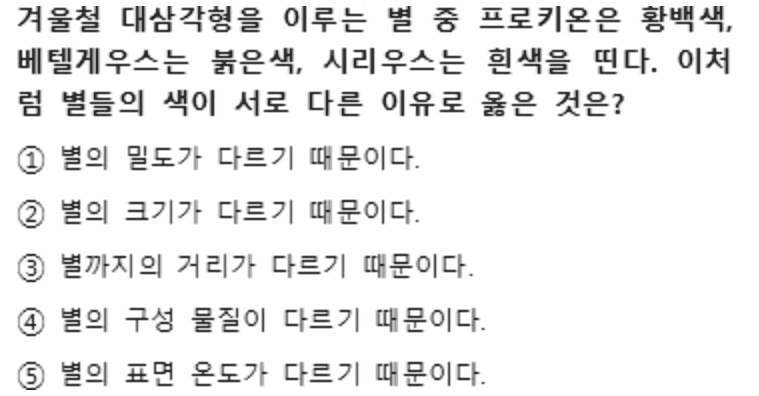 겨울철 대삼각형을 이루는 별 중 프로키온은 황백색,
베텔게우스는 붉은색, 시리우스는 흰색을 띤다. 이처
럼 별들의 색이 서로 다른 이유로 옳은 것은?
① 별의 밀도가 다르기 때문이다.
② 별의 크기가 다르기 때문이다.
③ 별까지의 거리가 다르기 때문이다.
④ 별의 구성 물질이 다르기 때문이다.
⑤ 별의 표면 온도가 다르기 때문이다.